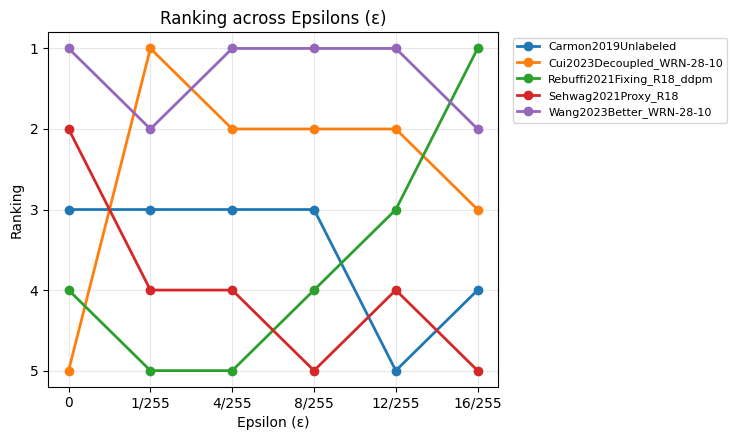 Ranking across Epsilons (ε)
Ranking
1
2
3
4
5
0
1/255
4/255
8/255
12/255
16/255
Epsilon (ε)
Carmon2019Unlabeled
Cui2023Decoupled_WRN-28-10
Rebuffi2021Fixing_R18_ddpm
Sehwag2021Proxy_R18
Wang2023Better_WRN-28-10